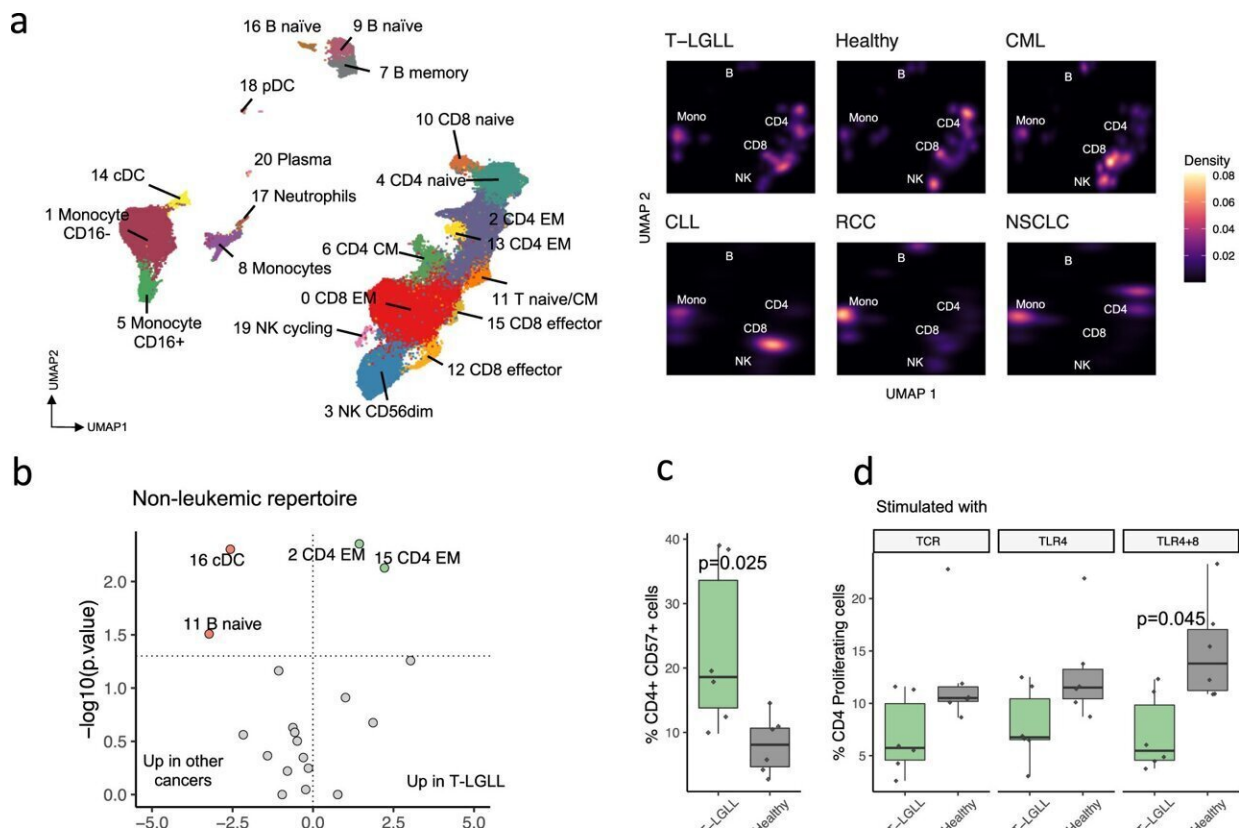 a
16 B naïve
9 B naïve
7 B memory
18 pDC
10 CD8 naive
20 Plasma
4 CD4 naive
14 cDC
17 Neutrophils
1 Monocyte
CD16-
2 CD4 EM
13 CD4 EM
6 CD4 CM
8 Monocytes
0 CD8 EM
11 T naive/CM
5 Monocyte
CD16+
19 NK cycling
15 CD8 effector
12 CD8 effector
3 NK CD56dim
UMAP2
UMAP1
T-LGLL
Healthy
CML
B
Mono
CD4
CD8
NK
B
Mono
CD4
CD8
NK
B
Mono
CD4
CD8
NK
CLL
RCC
NSCLC
B
Mono
CD4
CD8
NK
B
Mono
CD4
CD8
NK
B
Mono
CD4
CD8
NK
UMAP 2
UMAP 1
Density
0.08
0.06
0.04
0.02
b
Non-leukemic repertoire
16 cDC
2 CD4 EM
15 CD4 EM
11 B naive
Up in other
cancers
Up in T-LGLL
-log10(p.value)
2.0
1.5
1.0
0.5
0.0
-5.0
-2.5
0.0
2.5
5.0
c
p=0.025
% CD4+ CD57+ cells
40
30
20
10
T-LGLL
Healthy
d
Stimulated with
TCR
TLR4
TLR4+8
p=0.045
% CD4 Proliferating cells
20
15
10
5
T-LGLL
Healthy
T-LGLL
Healthy
T-LGLL
Healthy